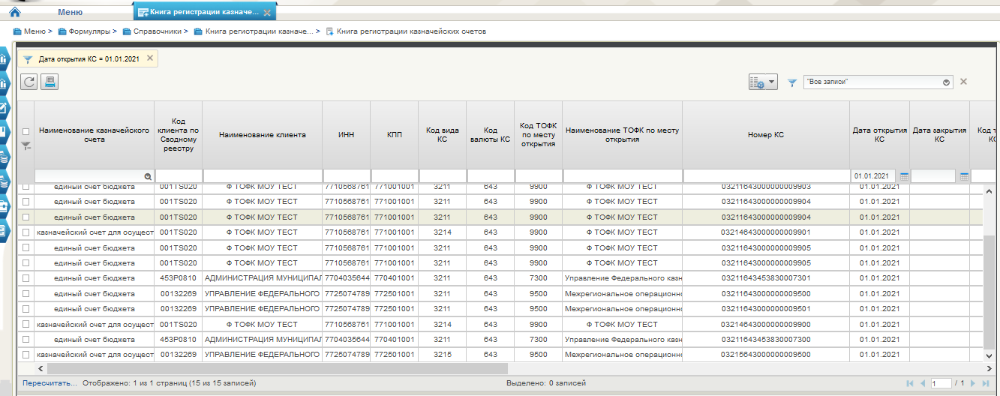 Меню
Книга регистрации казначе...
Меню > Формуляры > Справочники > Книга регистрации казначе... > Книга регистрации казначейских счетов
Дата открытия КС = 01.01.2021
"Все записи"
Наименование казначейского счета Код клиента по Сводному реестру Наименование клиента ИНН КПП Код вида КС Код валюты КС Код ТОФК по месту открытия Наименование ТОФК по месту открытия Номер КС Дата открытия КС Дата закрытия КС Код т КС
01.01.2021
единый счет бюджета 001TS020 Ф ТОФК МОУ ТЕСТ 7710568761 771001001 3211 643 9900 Ф ТОФК МОУ ТЕСТ 03211643000000009903 01.01.2021
единый счет бюджета 001TS020 Ф ТОФК МОУ ТЕСТ 7710568761 771001001 3211 643 9900 Ф ТОФК МОУ ТЕСТ 03211643000000009904 01.01.2021
единый счет бюджета 001TS020 Ф ТОФК МОУ ТЕСТ 7710568761 771001001 3211 643 9900 Ф ТОФК МОУ ТЕСТ 03211643000000009904 01.01.2021
казначейский счет для осущест 001TS020 Ф ТОФК МОУ ТЕСТ 7710568761 771001001 3214 643 9900 Ф ТОФК МОУ ТЕСТ 03214643000000009901 01.01.2021
единый счет бюджета 001TS020 Ф ТОФК МОУ ТЕСТ 7710568761 771001001 3211 643 9900 Ф ТОФК МОУ ТЕСТ 03211643000000009905 01.01.2021
единый счет бюджета 001TS020 Ф ТОФК МОУ ТЕСТ 7710568761 771001001 3211 643 9900 Ф ТОФК МОУ ТЕСТ 03211643000000009905 01.01.2021
единый счет бюджета 453P0810 АДМИНИСТРАЦИЯ МУНИЦИПАЛ 7704035644 770401001 3211 643 7300 Управление Федерального казн 03211643453830007301 01.01.2021
единый счет бюджета 00132269 УПРАВЛЕНИЕ ФЕДЕРАЛЬНОГО 7725074789 772501001 3211 643 9500 Межрегиональное операционно 03211643000000009500 01.01.2021
единый счет бюджета 00132269 УПРАВЛЕНИЕ ФЕДЕРАЛЬНОГО 7725074789 772501001 3211 643 9500 Межрегиональное операционно 03211643000000009501 01.01.2021
казначейский счет для осущест 001TS020 Ф ТОФК МОУ ТЕСТ 7710568761 771001001 3214 643 9900 Ф ТОФК МОУ ТЕСТ 03214643000000009900 01.01.2021
единый счет бюджета 453P0810 АДМИНИСТРАЦИЯ МУНИЦИПАЛ 7704035644 770401001 3211 643 7300 Управление Федерального казн 03211643453830007300 01.01.2021
казначейский счет для осущест 00132269 УПРАВЛЕНИЕ ФЕДЕРАЛЬНОГО 7725074789 772501001 3215 643 9500 Межрегиональное операционно 03215643000000009500 01.01.2021
Пересчитать... Отображено: 1 из 1 страниц (15 из 15 записей) Выделено: 0 записей 1 / 1